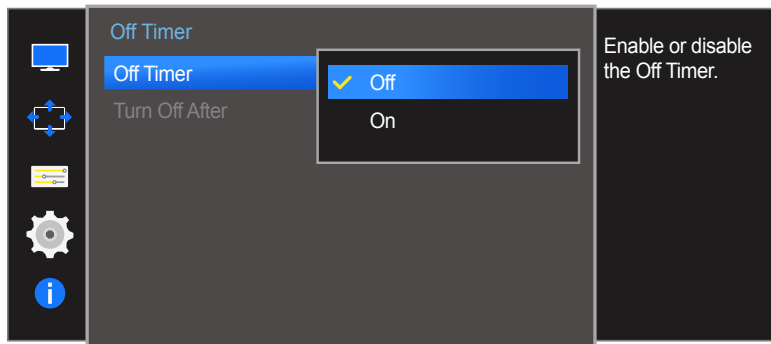 Off Timer
Off Timer
Turn Off After
Off
On
Enable or disable
the Off Timer.